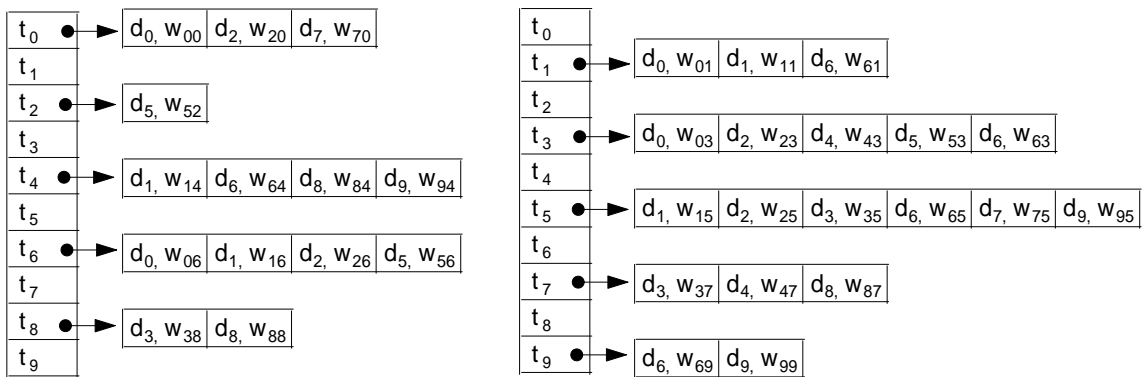 t0 d0, w00 d2, w20 d7, w70
t1
t2 d5, w52
t3
t4 d1, w14 d6, w64 d8, w84 d9, w94
t5
t6 d0, w06 d1, w16 d2, w26 d5, w56
t7
t8 d3, w38 d8, w88
t9
t0
t1 d0, w01 d1, w11 d6, w61
t2
t3 d0, w03 d2, w23 d4, w43 d5, w53 d6, w63
t4
t5 d1, w15 d2, w25 d3, w35 d6, w65 d7, w75 d9, w95
t6
t7 d3, w37 d4, w47 d8, w87
t8
t9 d6, w69 d9, w99